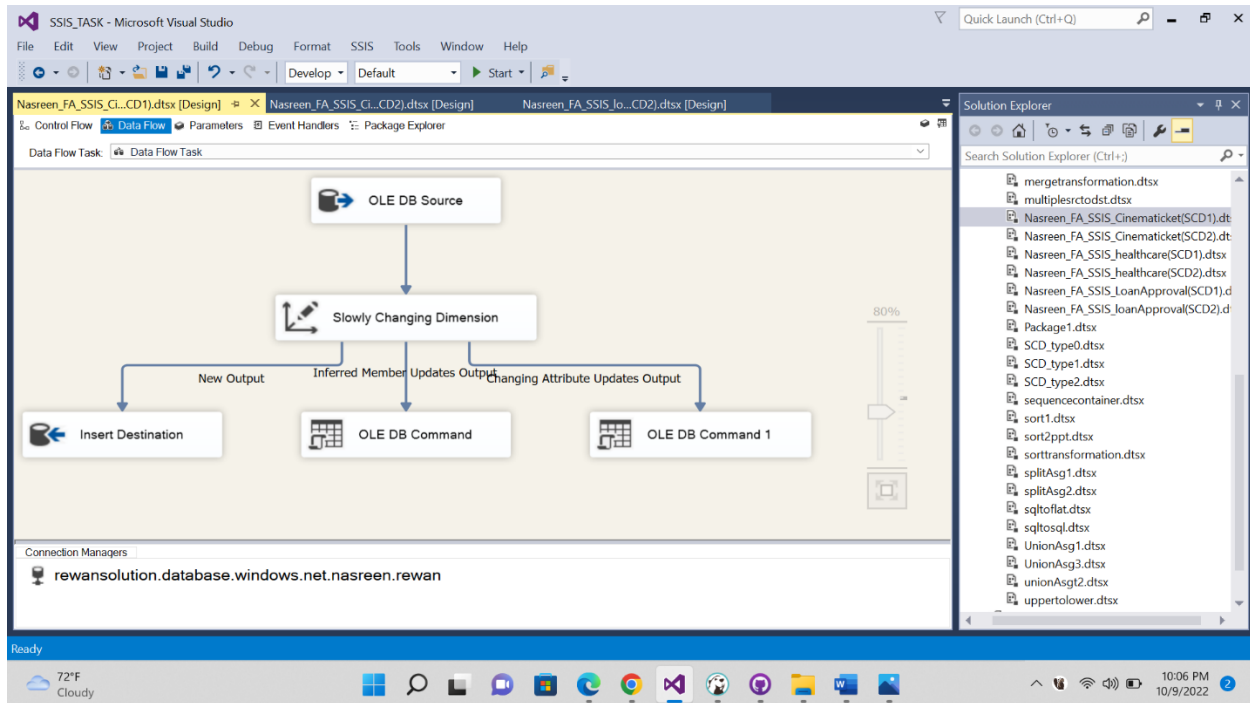 SSIS_TASK - Microsoft Visual Studio
Quick Launch (Ctrl+Q)
File Edit View Project Build Debug Format SSIS Tools Window Help
Develop Default Start
Nasreen_FA_SSIS_Ci...CD1).dtsx [Design] Nasreen_FA_SSIS_Ci...CD2).dtsx [Design] Nasreen_FA_SSIS_lo...CD2).dtsx [Design]
Control Flow Data Flow Parameters Event Handlers Package Explorer
Data Flow Task: Data Flow Task
OLE DB Source
Slowly Changing Dimension
80%
New Output
Inferred Member Updates Output
Changing Attribute Updates Output
Insert Destination
OLE DB Command
OLE DB Command 1
Connection Managers
rewansolution.database.windows.net.nasreen.rewan
Solution Explorer
Search Solution Explorer (Ctrl+;)
mergetransformation.dtsx
multiplesrctodst.dtsx
Nasreen_FA_SSIS_Cinematicket(SCD1).dt
Nasreen_FA_SSIS_Cinematicket(SCD2).dt
Nasreen_FA_SSIS_healthcare(SCD1).dtsx
Nasreen_FA_SSIS_healthcare(SCD2).dtsx
Nasreen_FA_SSIS_LoanApproval(SCD1).d
Nasreen_FA_SSIS_loanApproval(SCD2).d
Package1.dtsx
SCD_type0.dtsx
SCD_type1.dtsx
SCD_type2.dtsx
sequencecontainer.dtsx
sort1.dtsx
sort2ppt.dtsx
sorttransformation.dtsx
splitAsg1.dtsx
splitAsg2.dtsx
sqltoflat.dtsx
sqltosql.dtsx
UnionAsg1.dtsx
UnionAsg3.dtsx
unionAsgt2.dtsx
uppertolower.dtsx
Ready
72°F
Cloudy
10:06 PM
10/9/2022
2